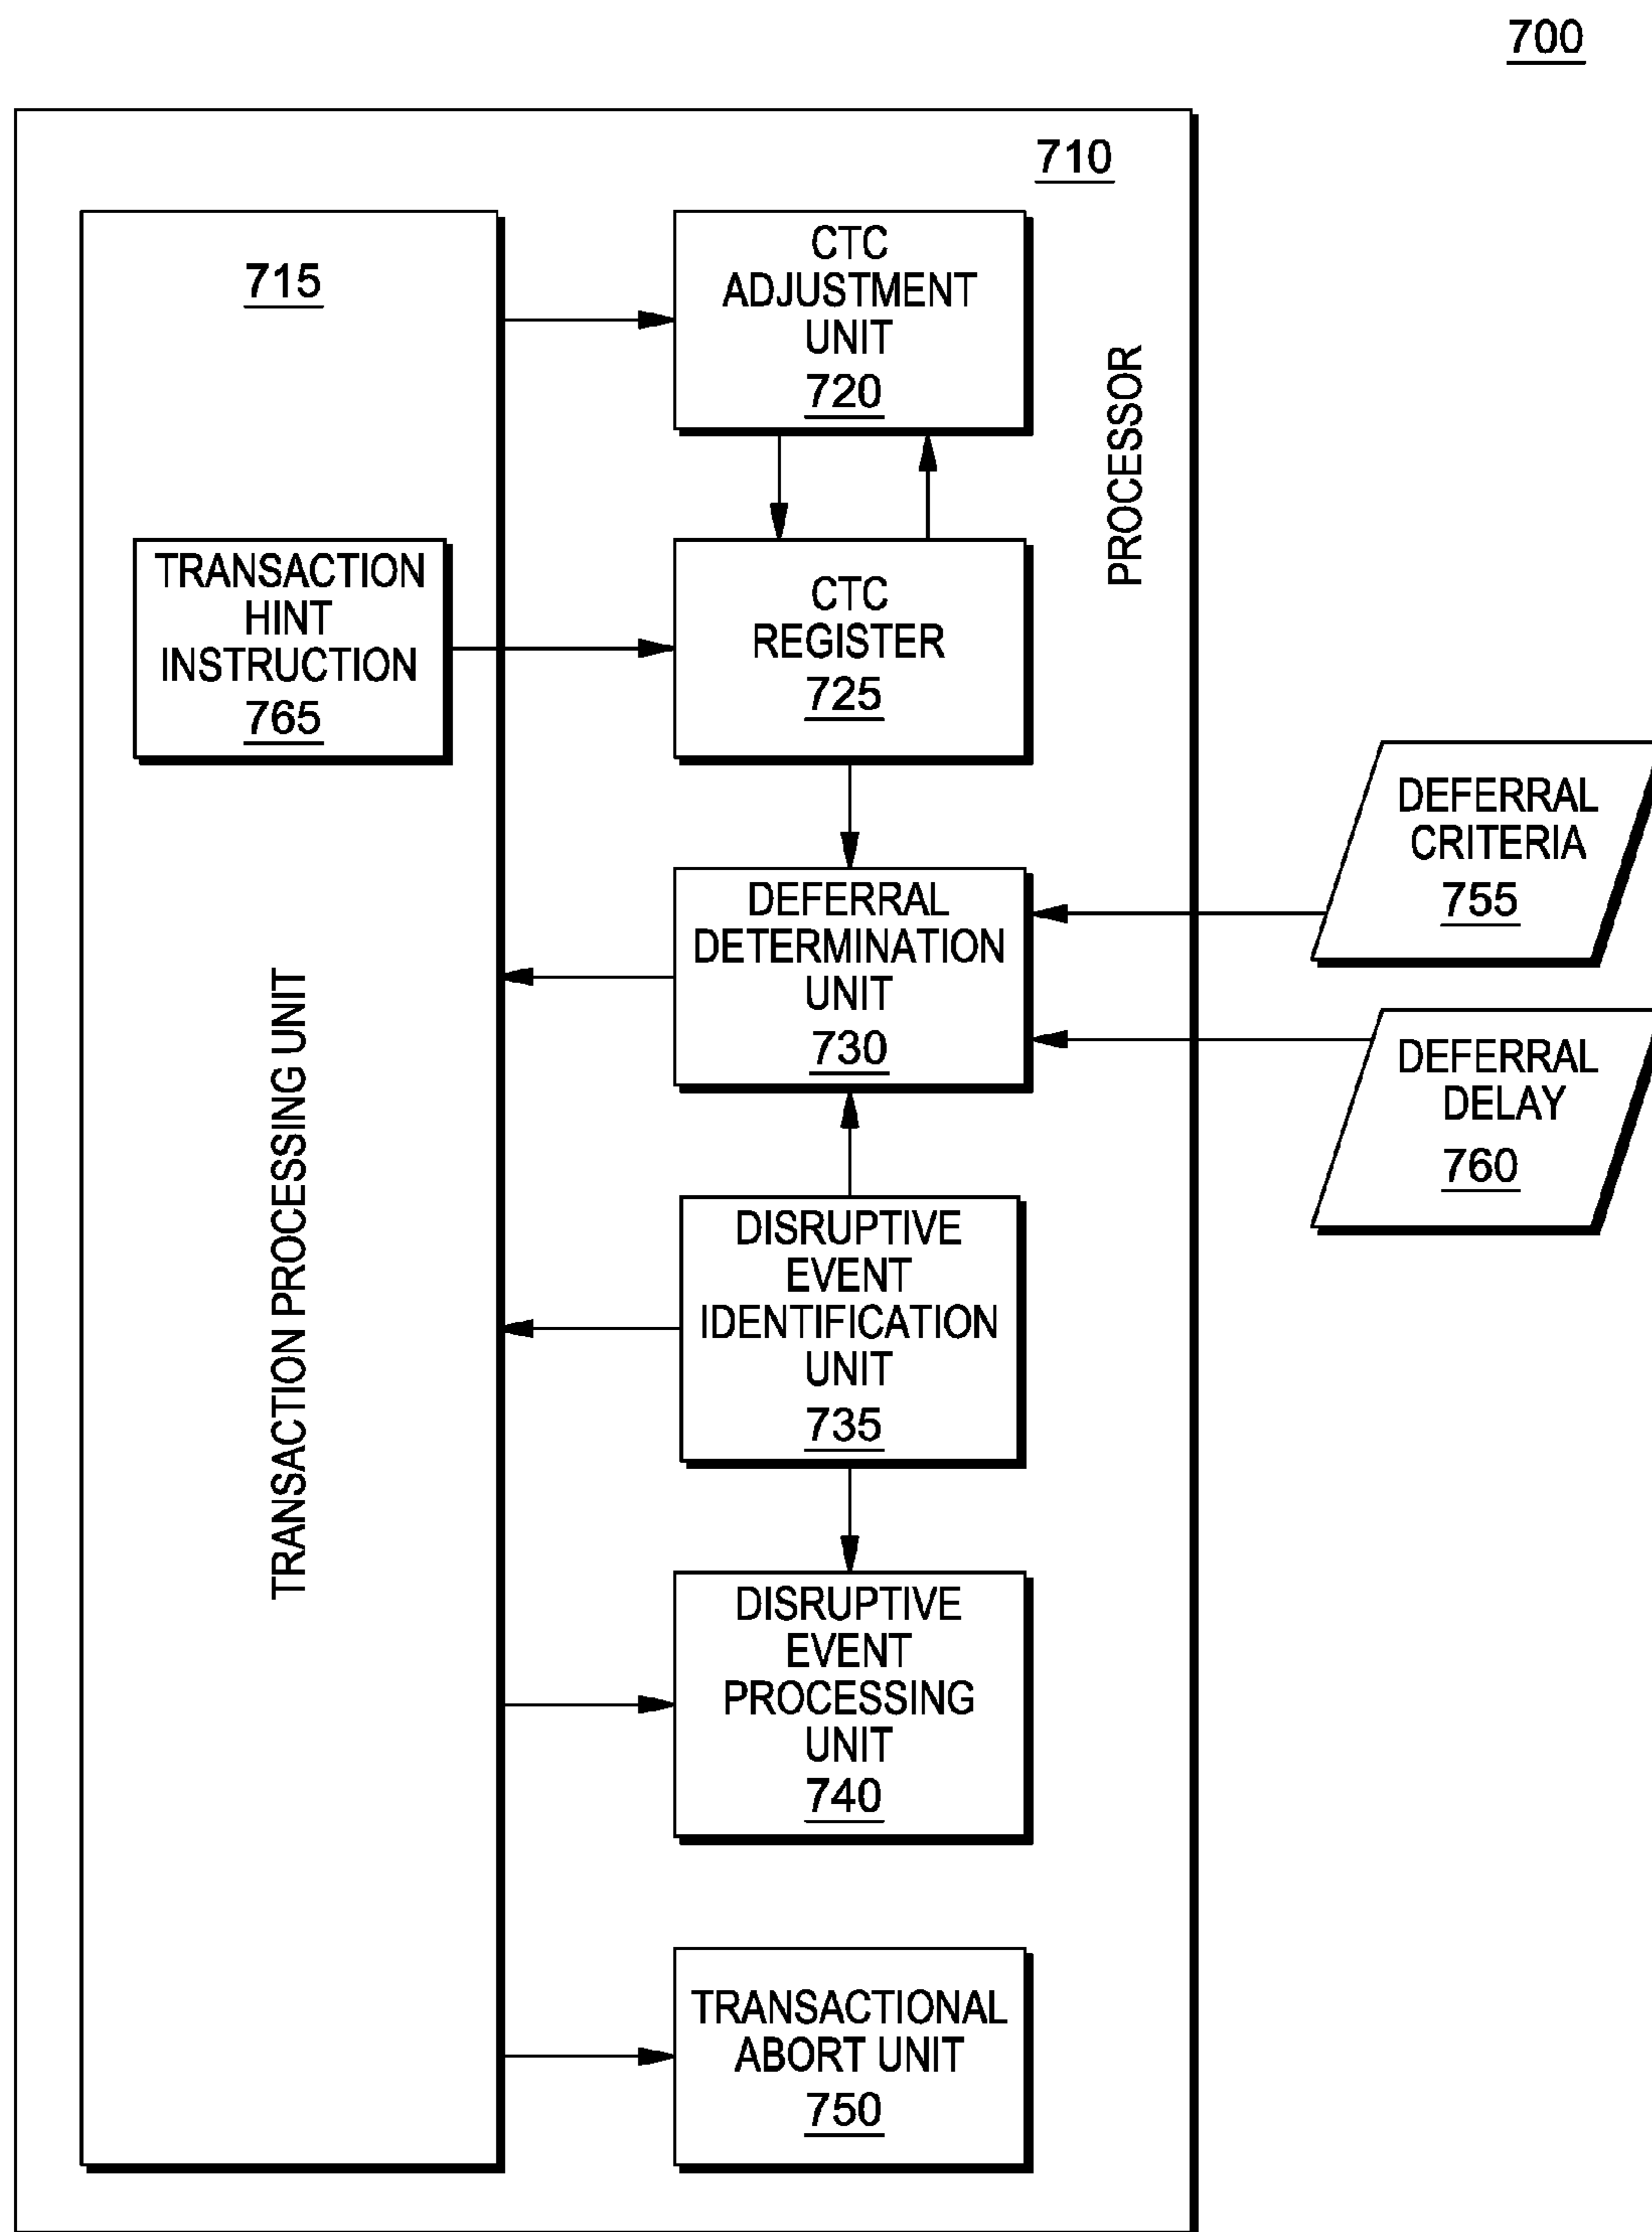 700
710
PROCESSOR
715
TRANSACTION PROCESSING UNIT
CTC
ADJUSTMENT
UNIT
720
TRANSACTION
HINT
INSTRUCTION
765
CTC
REGISTER
725
DEFERRAL
CRITERIA
755
DEFERRAL
DETERMINATION
UNIT
730
DEFERRAL
DELAY
760
DISRUPTIVE
EVENT
IDENTIFICATION
UNIT
735
DISRUPTIVE
EVENT
PROCESSING
UNIT
740
TRANSACTIONAL
ABORT UNIT
750